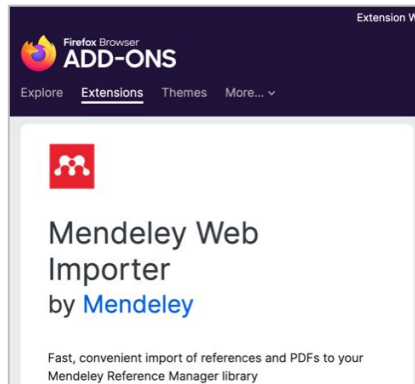 Extension W
Firefox Browser
ADD-ONS
Explore Extensions Themes More...
Mendeley Web
Importer
by Mendeley
Fast, convenient import of references and PDFs to your
Mendeley Reference Manager library